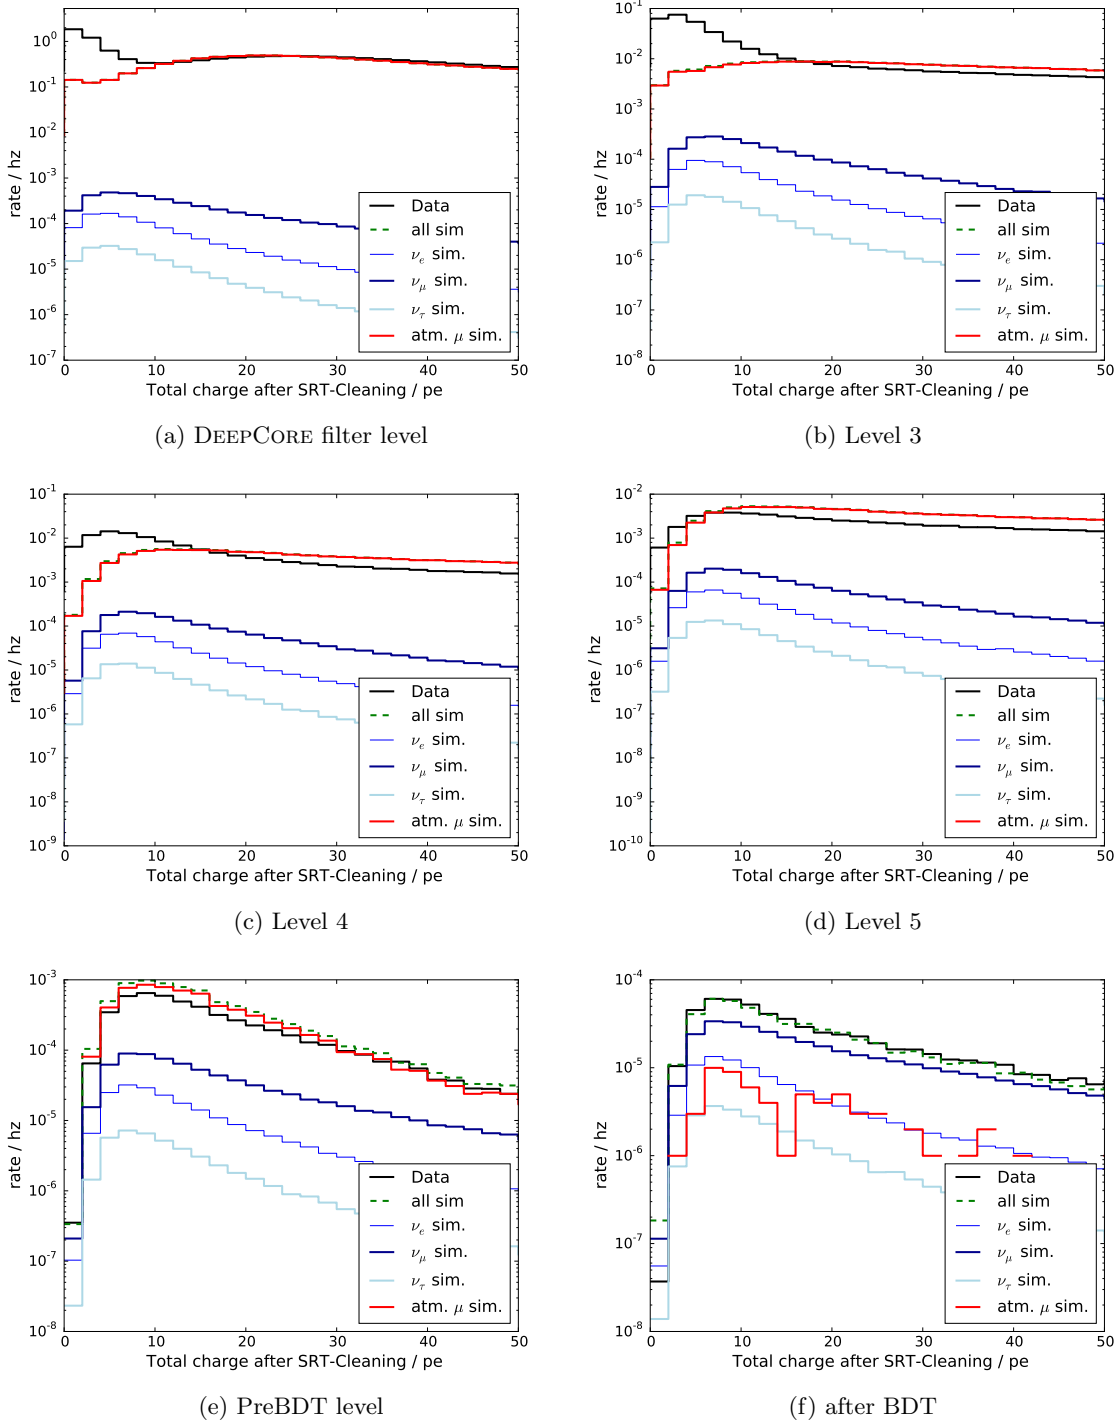 10⁰
10⁻¹
10⁻²
10⁻³
10⁻⁴
10⁻⁵
10⁻⁶
10⁻⁷
rate / hz
Data
all sim
νₑ sim.
ν_μ sim.
ν_τ sim.
atm. μ sim.
0 10 20 30 40 50
Total charge after SRT-Cleaning / pe
(a) DEEPCORE filter level
10⁻¹
10⁻²
10⁻³
10⁻⁴
10⁻⁵
10⁻⁶
10⁻⁷
10⁻⁸
rate / hz
Data
all sim
νₑ sim.
ν_μ sim.
ν_τ sim.
atm. μ sim.
0 10 20 30 40 50
Total charge after SRT-Cleaning / pe
(b) Level 3
10⁻¹
10⁻²
10⁻³
10⁻⁴
10⁻⁵
10⁻⁶
10⁻⁷
10⁻⁸
10⁻⁹
rate / hz
Data
all sim
νₑ sim.
ν_μ sim.
ν_τ sim.
atm. μ sim.
0 10 20 30 40 50
Total charge after SRT-Cleaning / pe
(c) Level 4
10⁻²
10⁻³
10⁻⁴
10⁻⁵
10⁻⁶
10⁻⁷
10⁻⁸
10⁻⁹
10⁻¹⁰
rate / hz
Data
all sim
νₑ sim.
ν_μ sim.
ν_τ sim.
atm. μ sim.
0 10 20 30 40 50
Total charge after SRT-Cleaning / pe
(d) Level 5
10⁻³
10⁻⁴
10⁻⁵
10⁻⁶
10⁻⁷
10⁻⁸
rate / hz
Data
all sim
νₑ sim.
ν_μ sim.
ν_τ sim.
atm. μ sim.
0 10 20 30 40 50
Total charge after SRT-Cleaning / pe
(e) PreBDT level
10⁻⁴
10⁻⁵
10⁻⁶
10⁻⁷
10⁻⁸
rate / hz
Data
all sim
νₑ sim.
ν_μ sim.
ν_τ sim.
atm. μ sim.
0 10 20 30 40 50
Total charge after SRT-Cleaning / pe
(f) after BDT